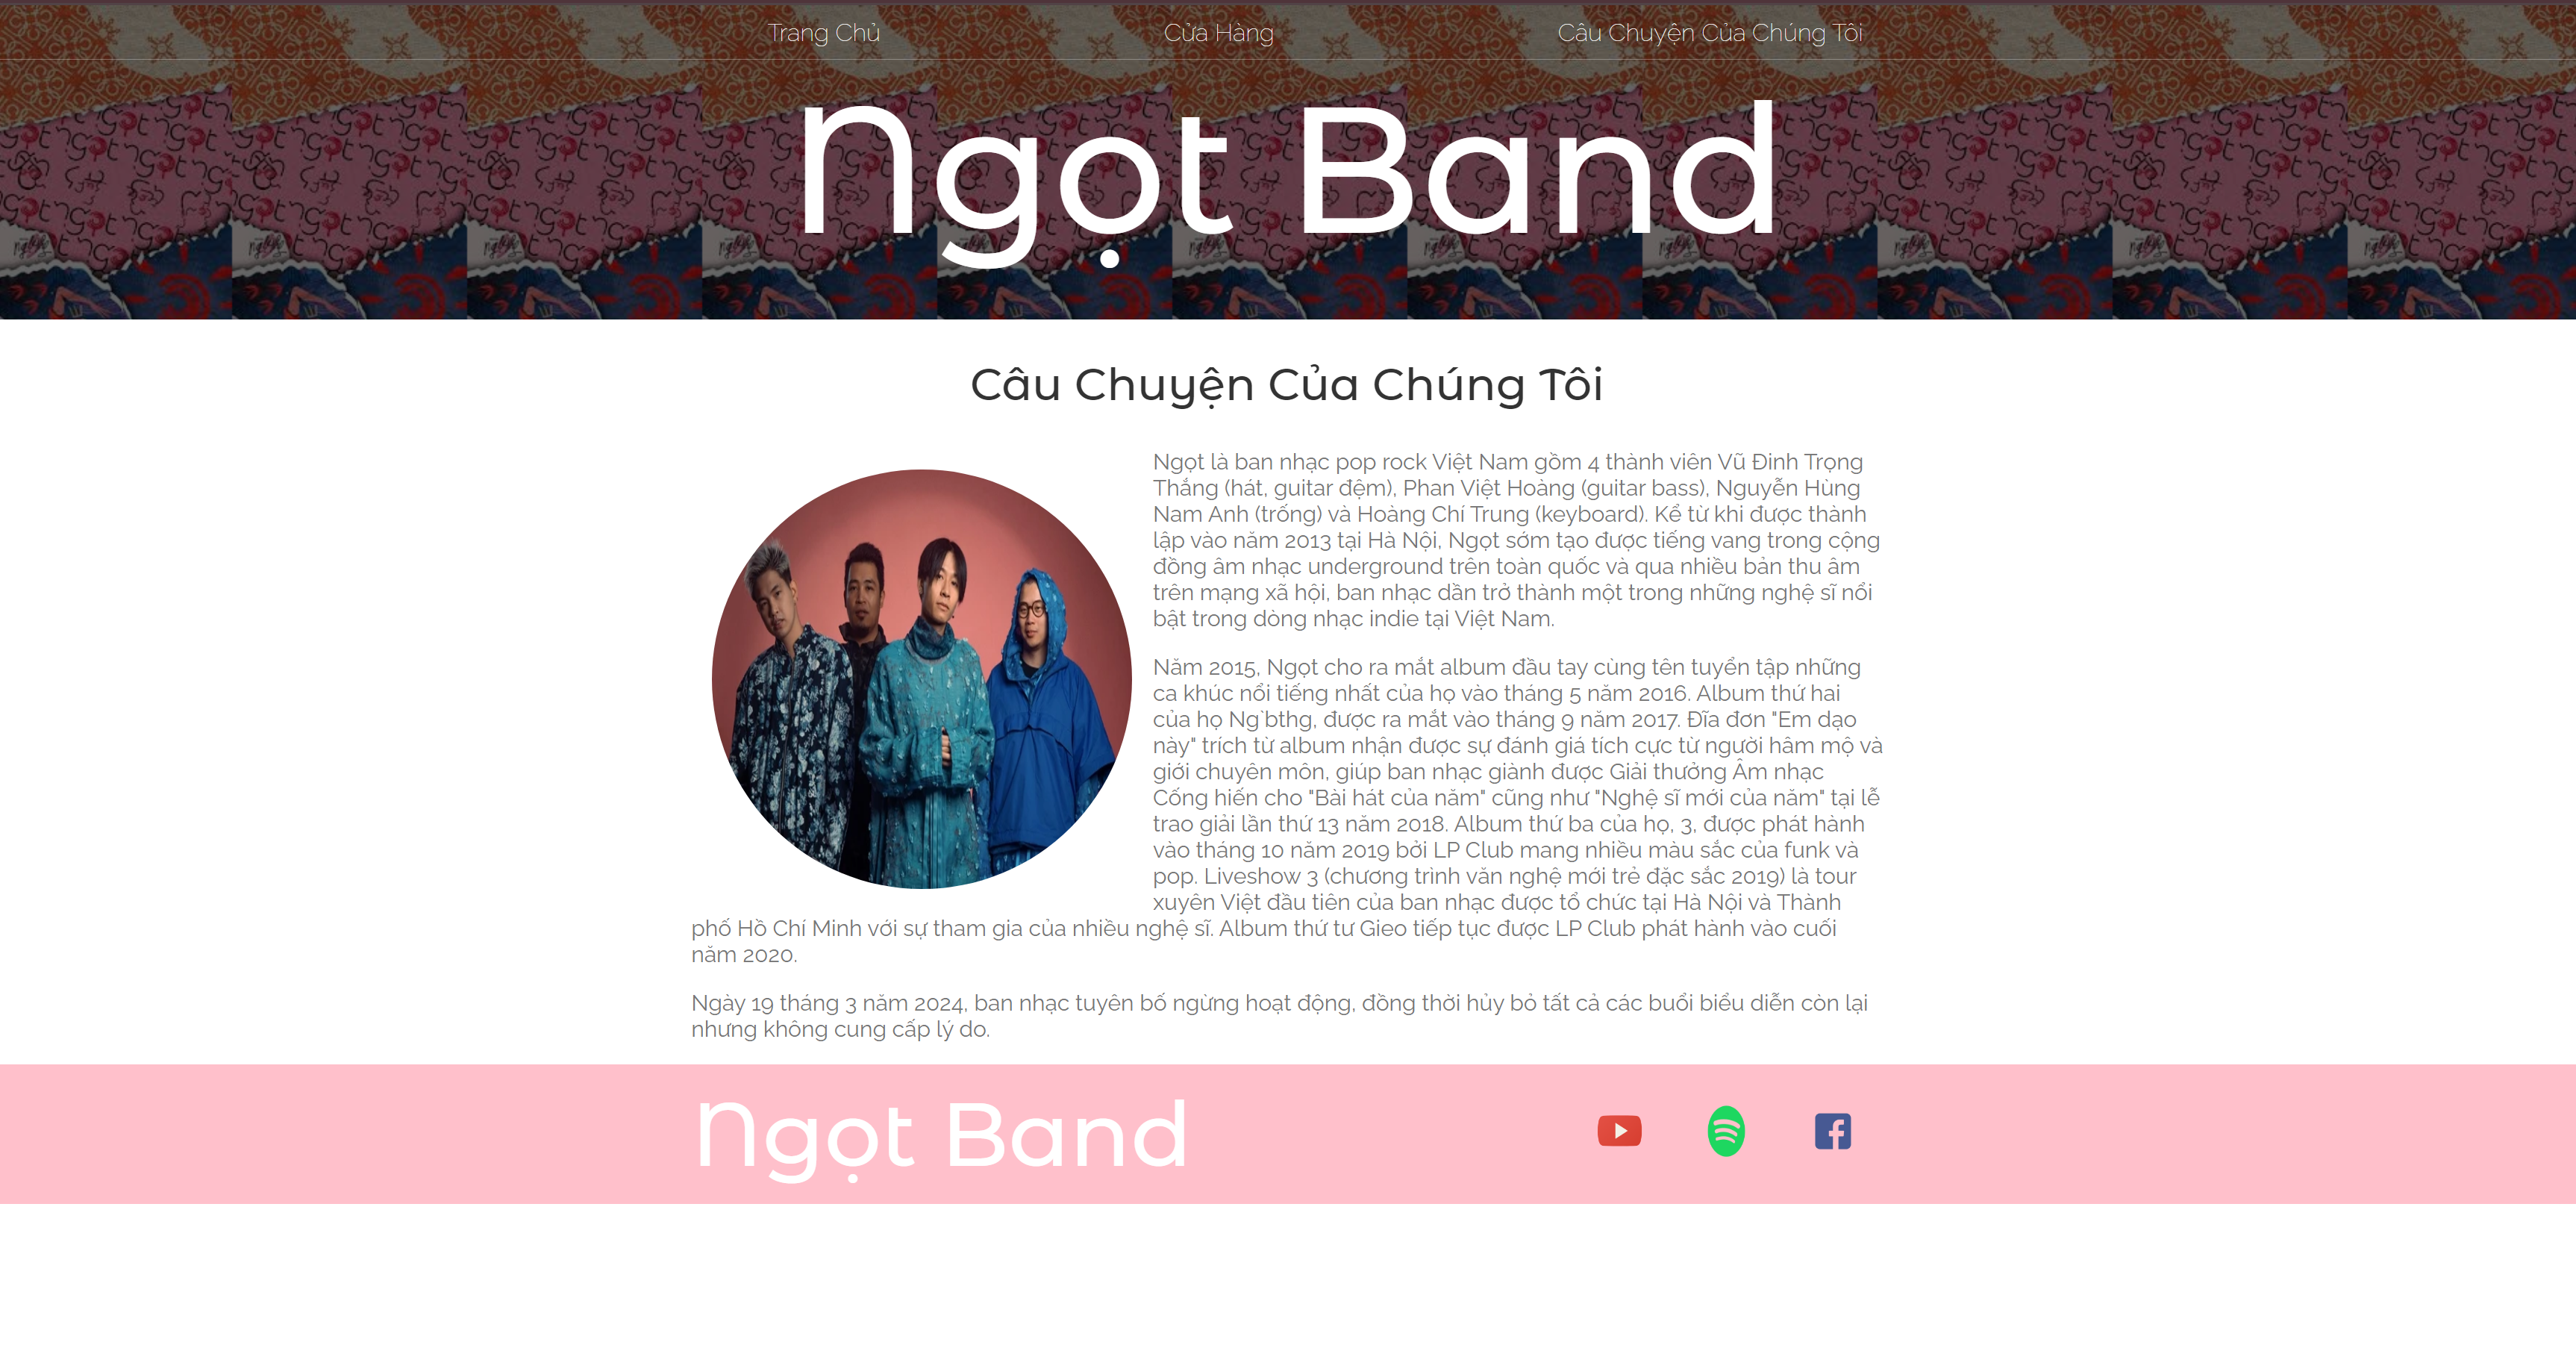 Trang Chủ
Cửa Hàng
Câu Chuyện Của Chúng Tôi
Ngọt Band
Câu Chuyện Của Chúng Tôi
Ngọt là ban nhạc pop rock Việt Nam gồm 4 thành viên Vũ Đinh Trọng
Thắng (hát, guitar đệm), Phan Việt Hoàng (guitar bass), Nguyễn Hùng
Nam Anh (trống) và Hoàng Chí Trung (keyboard). Kể từ khi được thành
lập vào năm 2013 tại Hà Nội, Ngọt sớm tạo được tiếng vang trong cộng
đồng âm nhạc underground trên toàn quốc và qua nhiều bản thu âm
trên mạng xã hội, ban nhạc dần trở thành một trong những nghệ sĩ nổi
bật trong dòng nhạc indie tại Việt Nam.
Năm 2015, Ngọt cho ra mắt album đầu tay cùng tên tuyển tập những
ca khúc nổi tiếng nhất của họ vào tháng 5 năm 2016. Album thứ hai
của họ Ng`bthg, được ra mắt vào tháng 9 năm 2017. Đĩa đơn "Em dạo
này" trích từ album nhận được sự đánh giá tích cực từ người hâm mộ và
giới chuyên môn, giúp ban nhạc giành được Giải thưởng Âm nhạc
Cống hiến cho "Bài hát của năm" cũng như "Nghệ sĩ mới của năm" tại lễ
trao giải lần thứ 13 năm 2018. Album thứ ba của họ, 3, được phát hành
vào tháng 10 năm 2019 bởi LP Club mang nhiều màu sắc của funk và
pop. Liveshow 3 (chương trình văn nghệ mới trẻ đặc sắc 2019) là tour
xuyên Việt đầu tiên của ban nhạc được tổ chức tại Hà Nội và Thành
phố Hồ Chí Minh với sự tham gia của nhiều nghệ sĩ. Album thứ tư Gieo tiếp tục được LP Club phát hành vào cuối
năm 2020.
Ngày 19 tháng 3 năm 2024, ban nhạc tuyên bố ngừng hoạt động, đồng thời hủy bỏ tất cả các buổi biểu diễn còn lại
nhưng không cung cấp lý do.
Ngọt Band